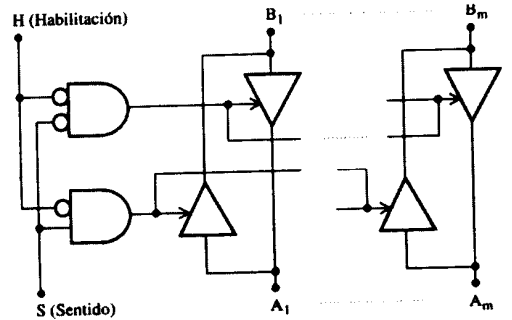 H (Habilitación)
B1
Bm
S (Sentido)
A1
Am